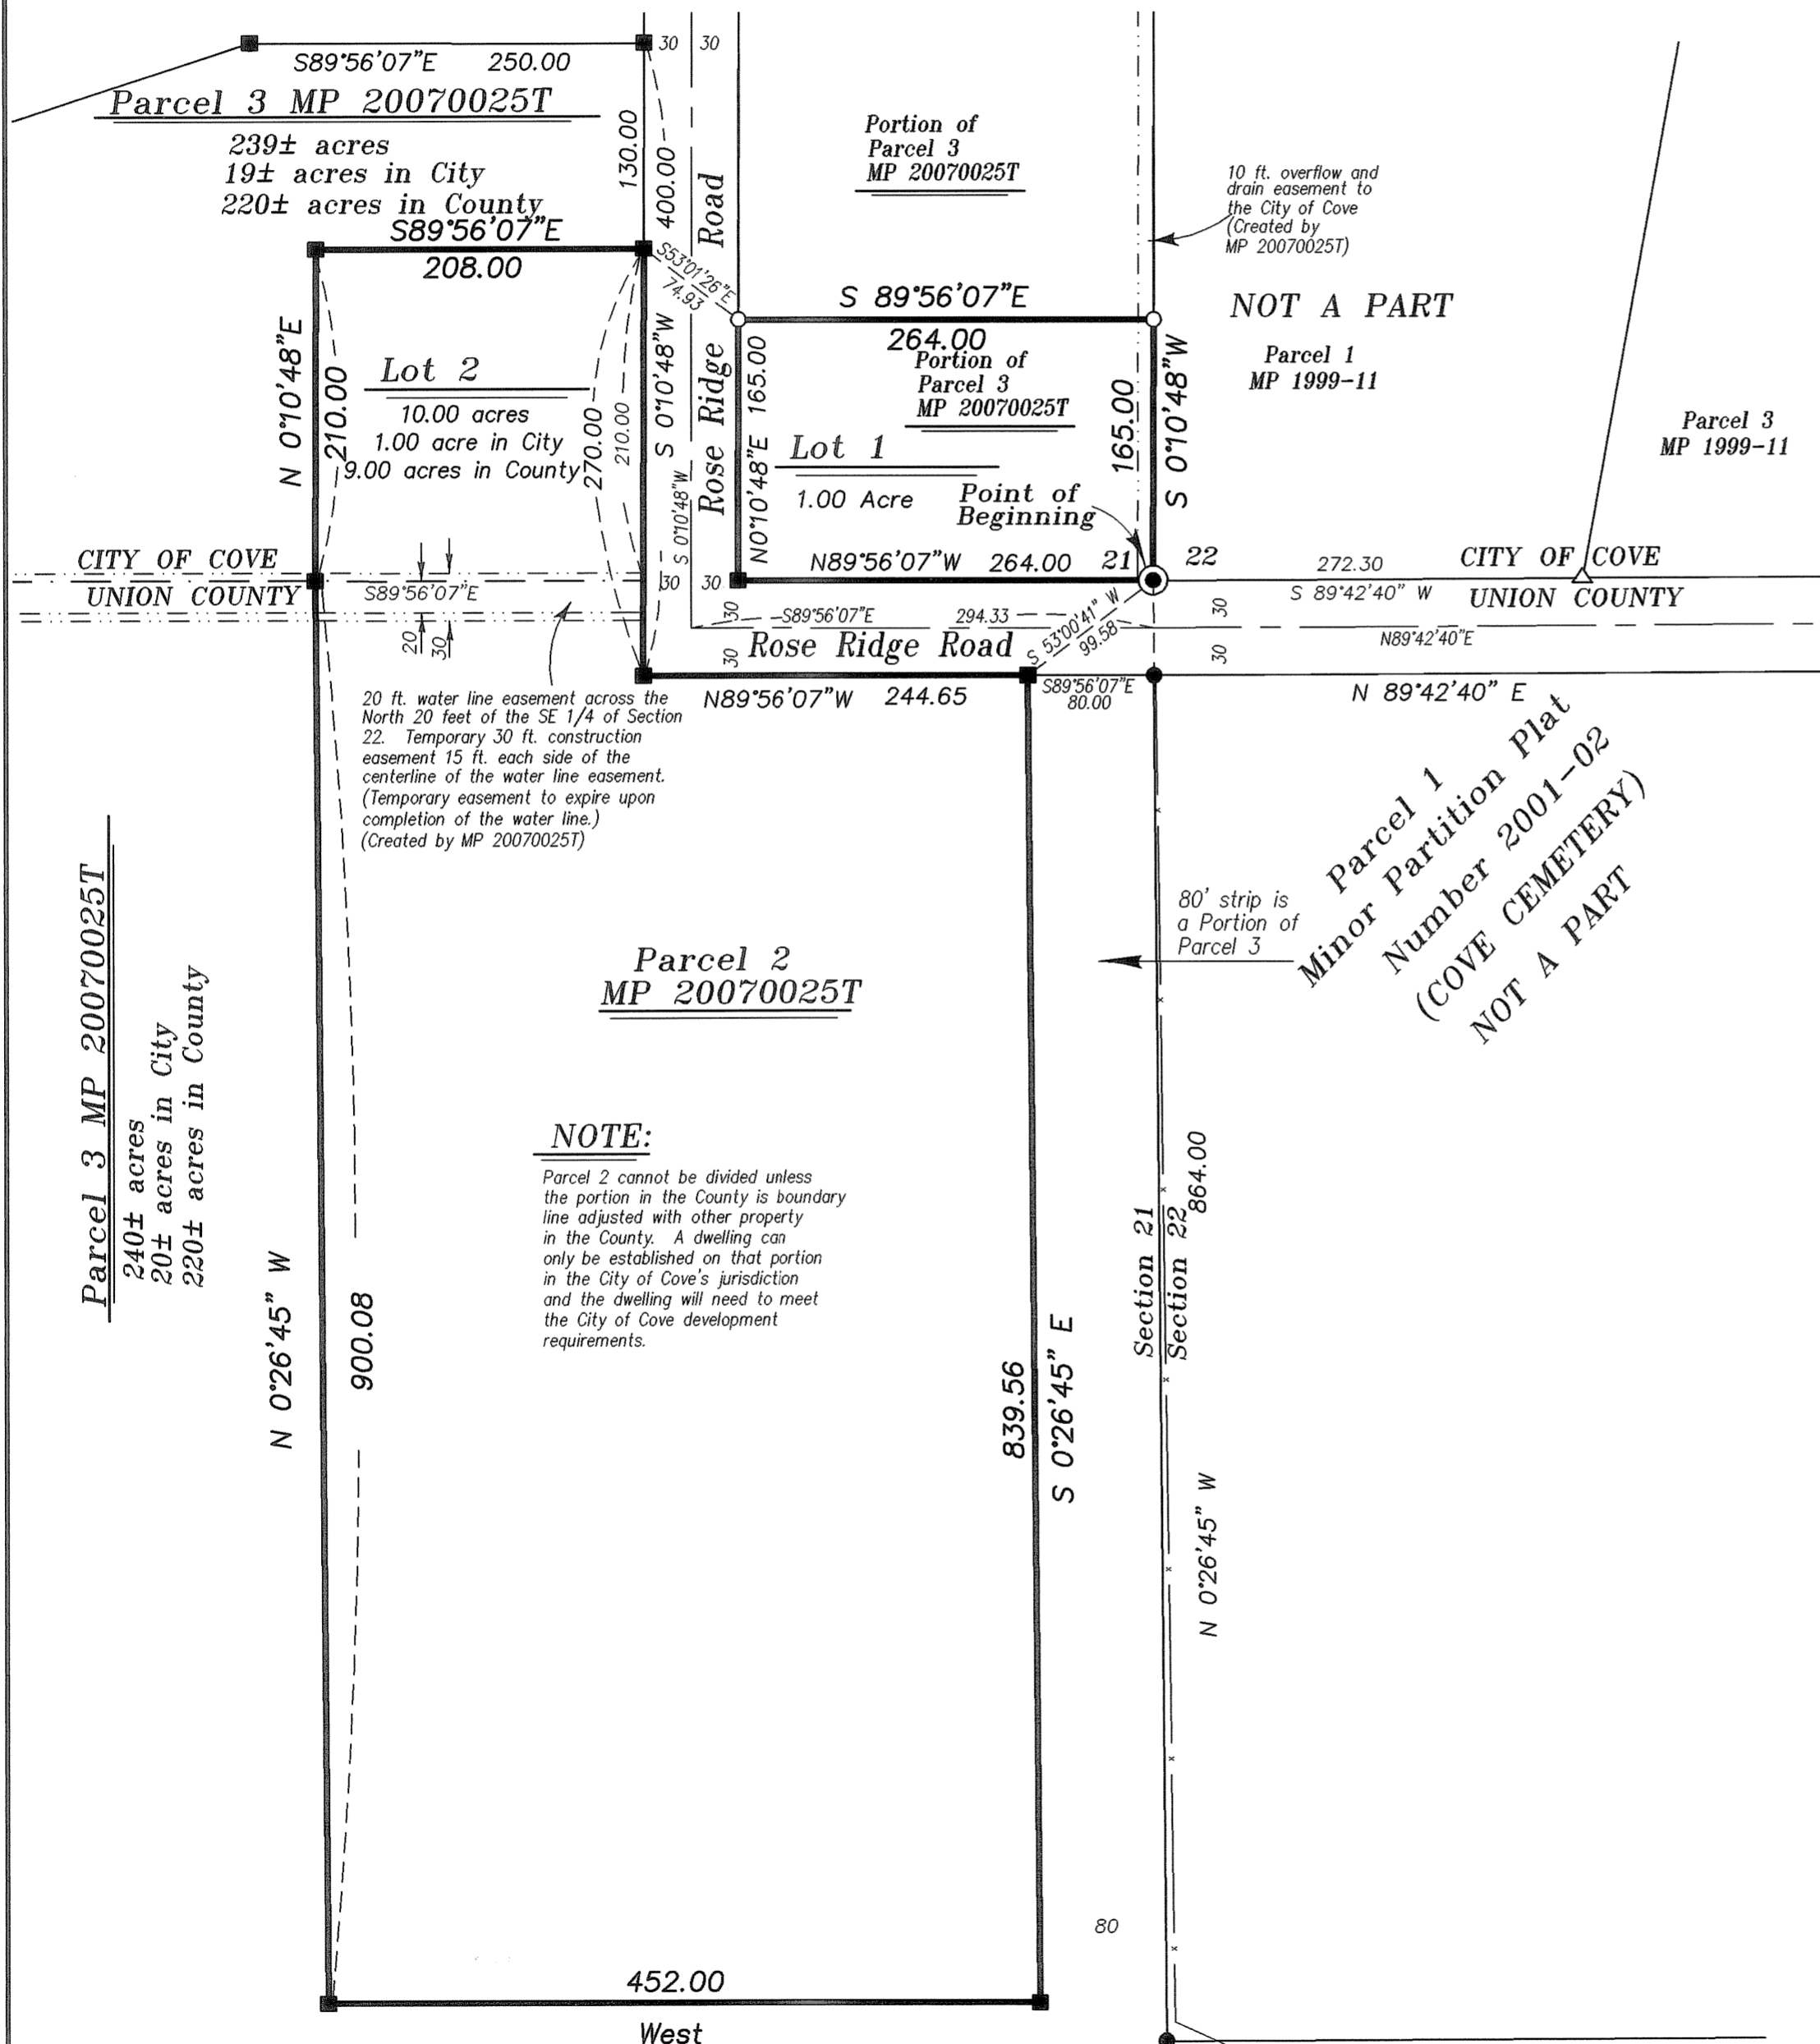 S89°56'07"E 250.00
30 30
Parcel 3 MP 20070025T
239± acres
19± acres in City
220± acres in County
130.00
400.00
Road
Portion of
Parcel 3
MP 20070025T
10 ft. overflow and
drain easement to
the City of Cove
(Created by
MP 20070025T)
S89°56'07"E
208.00
S53°01'26"E
74.93
S 89°56'07"E
264.00
NOT A PART
Parcel 1
MP 1999-11
Parcel 3
MP 1999-11
N 0°10'48"E
210.00
Lot 2
10.00 acres
1.00 acre in City
9.00 acres in County
270.00
210.00
S 0°10'48"W
S 0°10'48"W
Rose Ridge
N0°10'48"E 165.00
Portion of
Parcel 3
MP 20070025T
Lot 1
1.00 Acre
Point of
Beginning
165.00
S 0°10'48"W
CITY OF COVE
UNION COUNTY
S89°56'07"E
20
30
30 30
N89°56'07"W 264.00 21 22
272.30
CITY OF COVE
S 89°42'40" W
UNION COUNTY
30
S89°56'07"E 294.33
S 53°00'41" W
99.58
30
N89°42'40"E
30
Rose Ridge Road
30
N89°56'07"W 244.65
S89°56'07"E
80.00
N 89°42'40" E
20 ft. water line easement across the
North 20 feet of the SE 1/4 of Section
22. Temporary 30 ft. construction
easement 15 ft. each side of the
centerline of the water line easement.
(Temporary easement to expire upon
completion of the water line.)
(Created by MP 20070025T)
Parcel 1
Minor Partition Plat
Number 2001-02
(COVE CEMETERY)
NOT A PART
80' strip is
a Portion of
Parcel 3
Parcel 2
MP 20070025T
Parcel 3 MP 20070025T
240± acres
20± acres in City
220± acres in County
NOTE:
Parcel 2 cannot be divided unless
the portion in the County is boundary
line adjusted with other property
in the County. A dwelling can
only be established on that portion
in the City of Cove's jurisdiction
and the dwelling will need to meet
the City of Cove development
requirements.
N 0°26'45" W
900.08
839.56
S 0°26'45" E
Section 21
Section 22
864.00
N 0°26'45" W
80
452.00
West